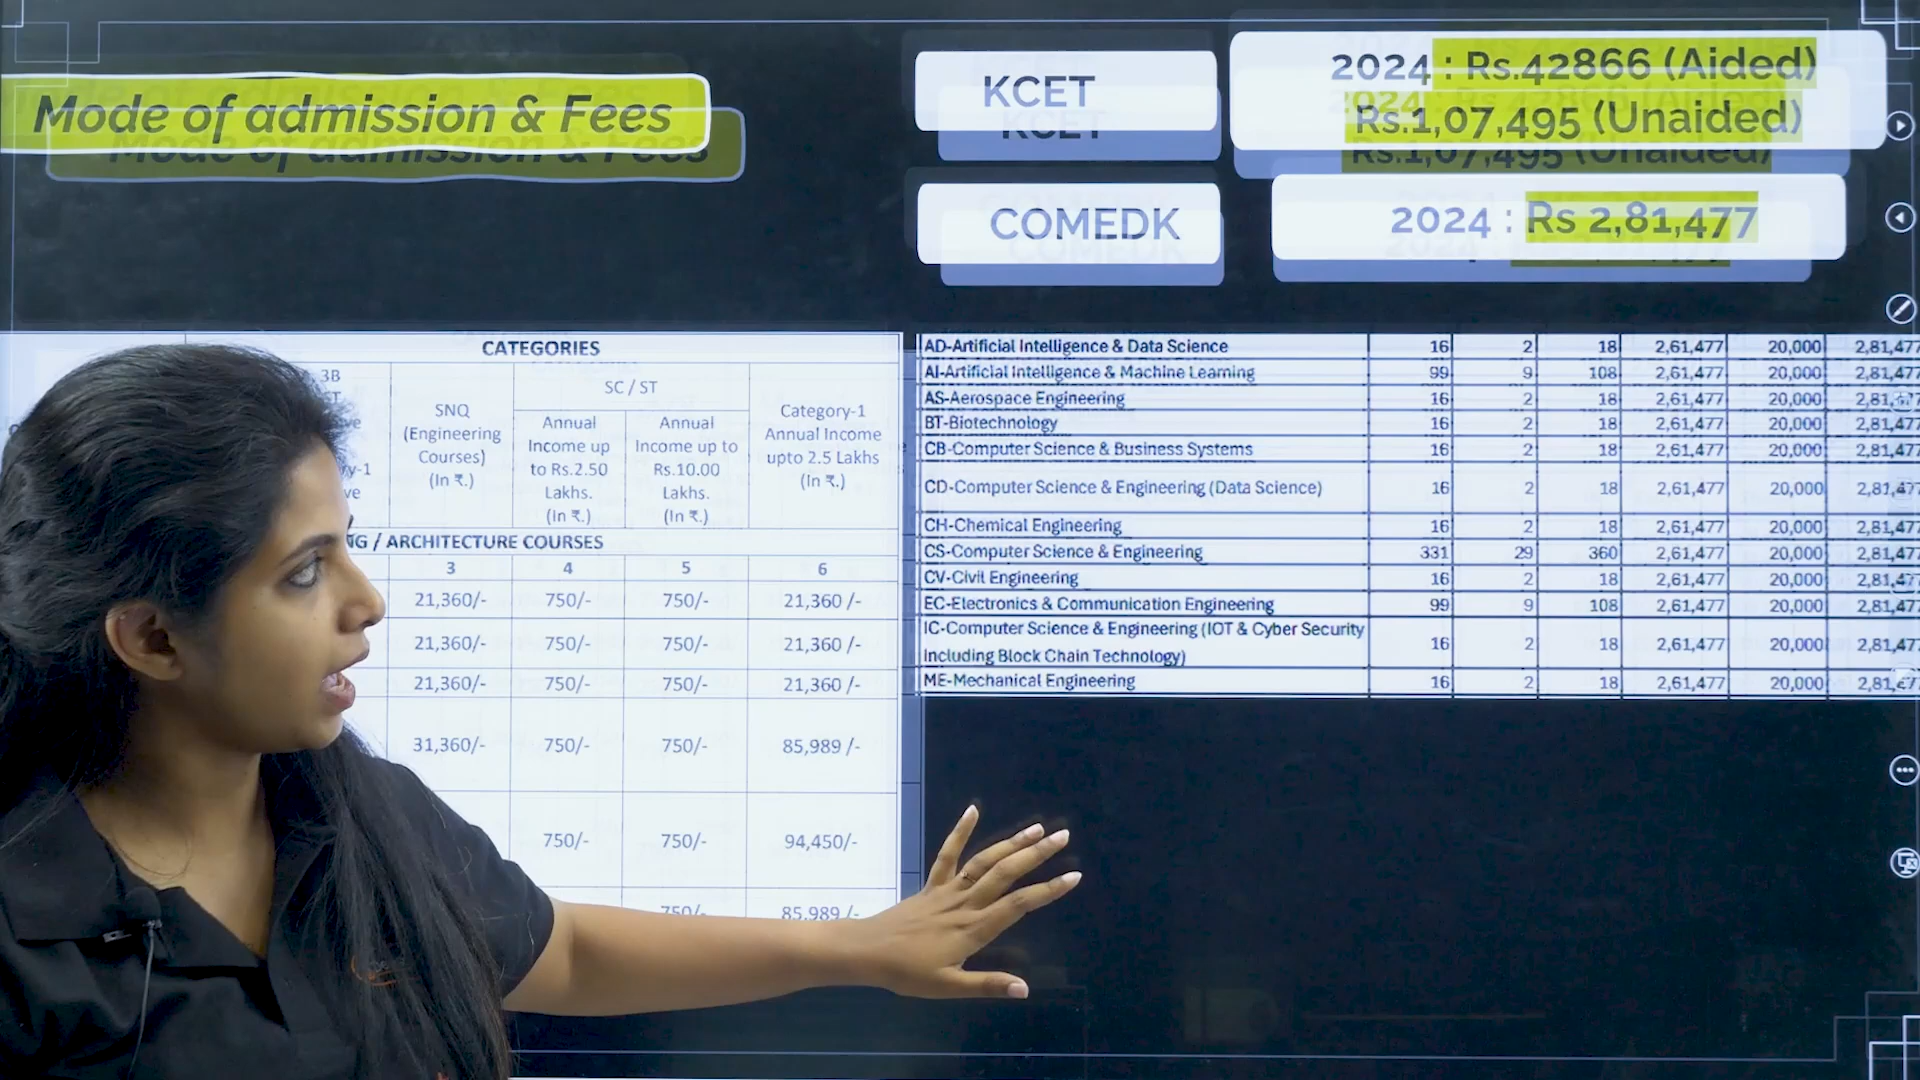 Mode of admission & Fees
KCET
2024 : Rs.42866 (Aided)
Rs.1,07,495 (Unaided)
COMEDK
2024 : Rs 2,81,477
CATEGORIES
3B
SNQ
(Engineering
Courses)
(In ₹.)
SC / ST
Annual
Income up
to Rs.2.50
Lakhs.
(In ₹.)
Annual
Income up to
Rs.10.00
Lakhs.
(In ₹.)
Category-1
Annual Income
upto 2.5 Lakhs
(In ₹.)
NG / ARCHITECTURE COURSES
3 4 5 6
21,360/- 750/- 750/- 21,360 /-
21,360/- 750/- 750/- 21,360 /-
21,360/- 750/- 750/- 21,360 /-
31,360/- 750/- 750/- 85,989 /-
750/- 750/- 94,450/-
750/- 85,989 /-
AD-Artificial Intelligence & Data Science 16 2 18 2,61,477 20,000 2,81,477
AI-Artificial Intelligence & Machine Learning 99 9 108 2,61,477 20,000 2,81,477
AS-Aerospace Engineering 16 2 18 2,61,477 20,000 2,81,477
BT-Biotechnology 16 2 18 2,61,477 20,000 2,81,477
CB-Computer Science & Business Systems 16 2 18 2,61,477 20,000 2,81,477
CD-Computer Science & Engineering (Data Science) 16 2 18 2,61,477 20,000 2,81,477
CH-Chemical Engineering 16 2 18 2,61,477 20,000 2,81,477
CS-Computer Science & Engineering 331 29 360 2,61,477 20,000 2,81,477
CV-Civil Engineering 16 2 18 2,61,477 20,000 2,81,477
EC-Electronics & Communication Engineering 99 9 108 2,61,477 20,000 2,81,477
IC-Computer Science & Engineering (IOT & Cyber Security
Including Block Chain Technology) 16 2 18 2,61,477 20,000 2,81,477
ME-Mechanical Engineering 16 2 18 2,61,477 20,000 2,81,477